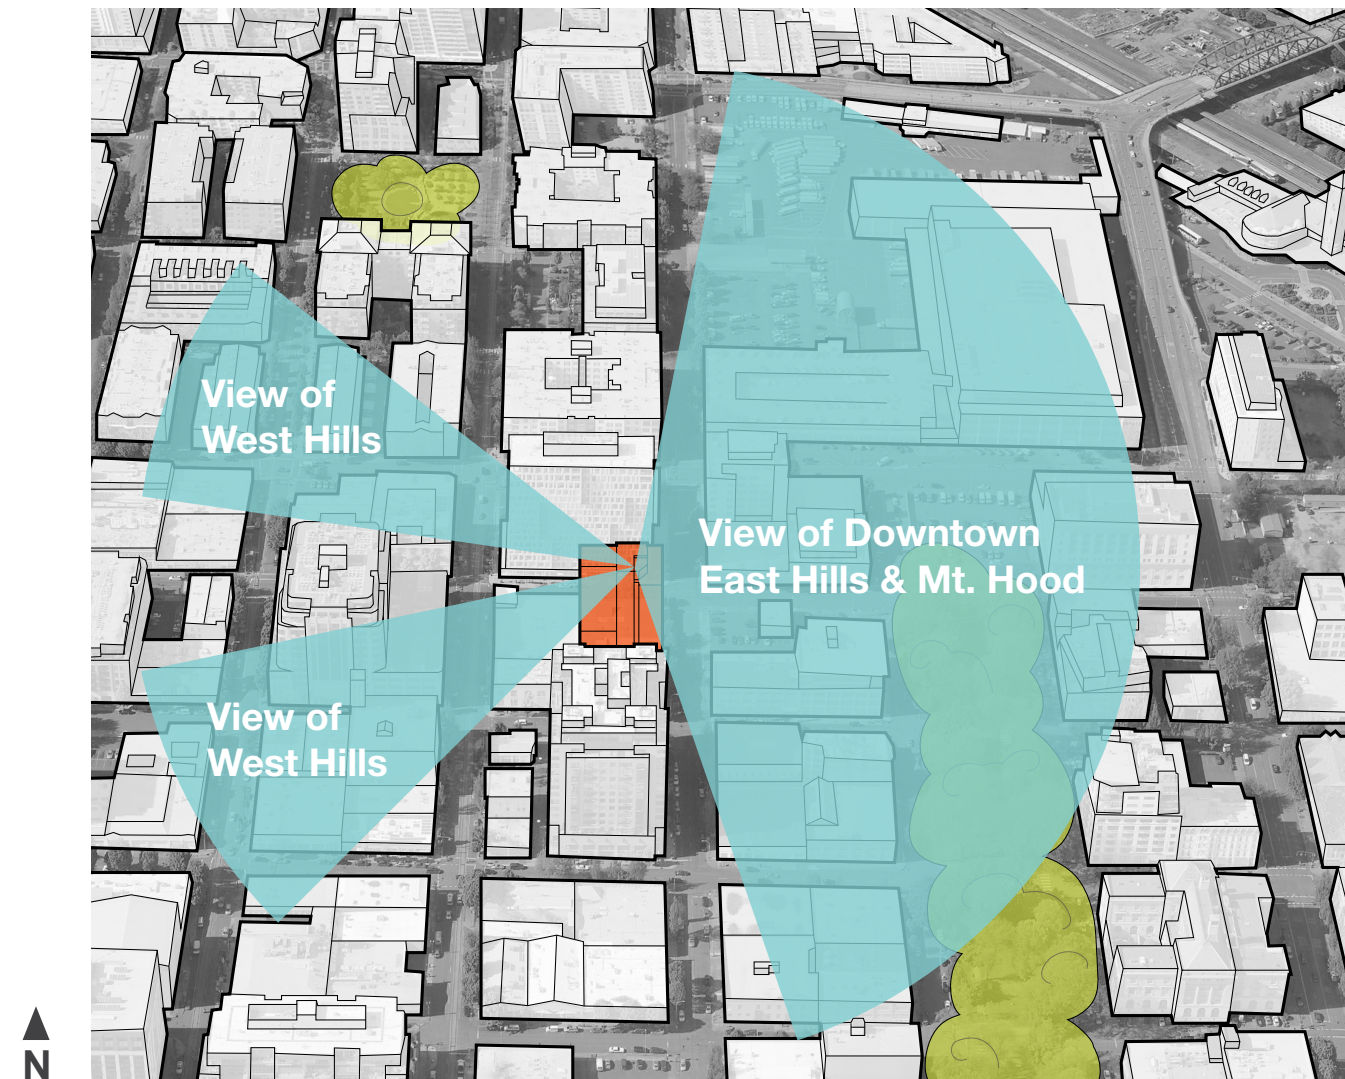 View of
West Hills
View of Downtown
East Hills & Mt. Hood
View of
West Hills
N